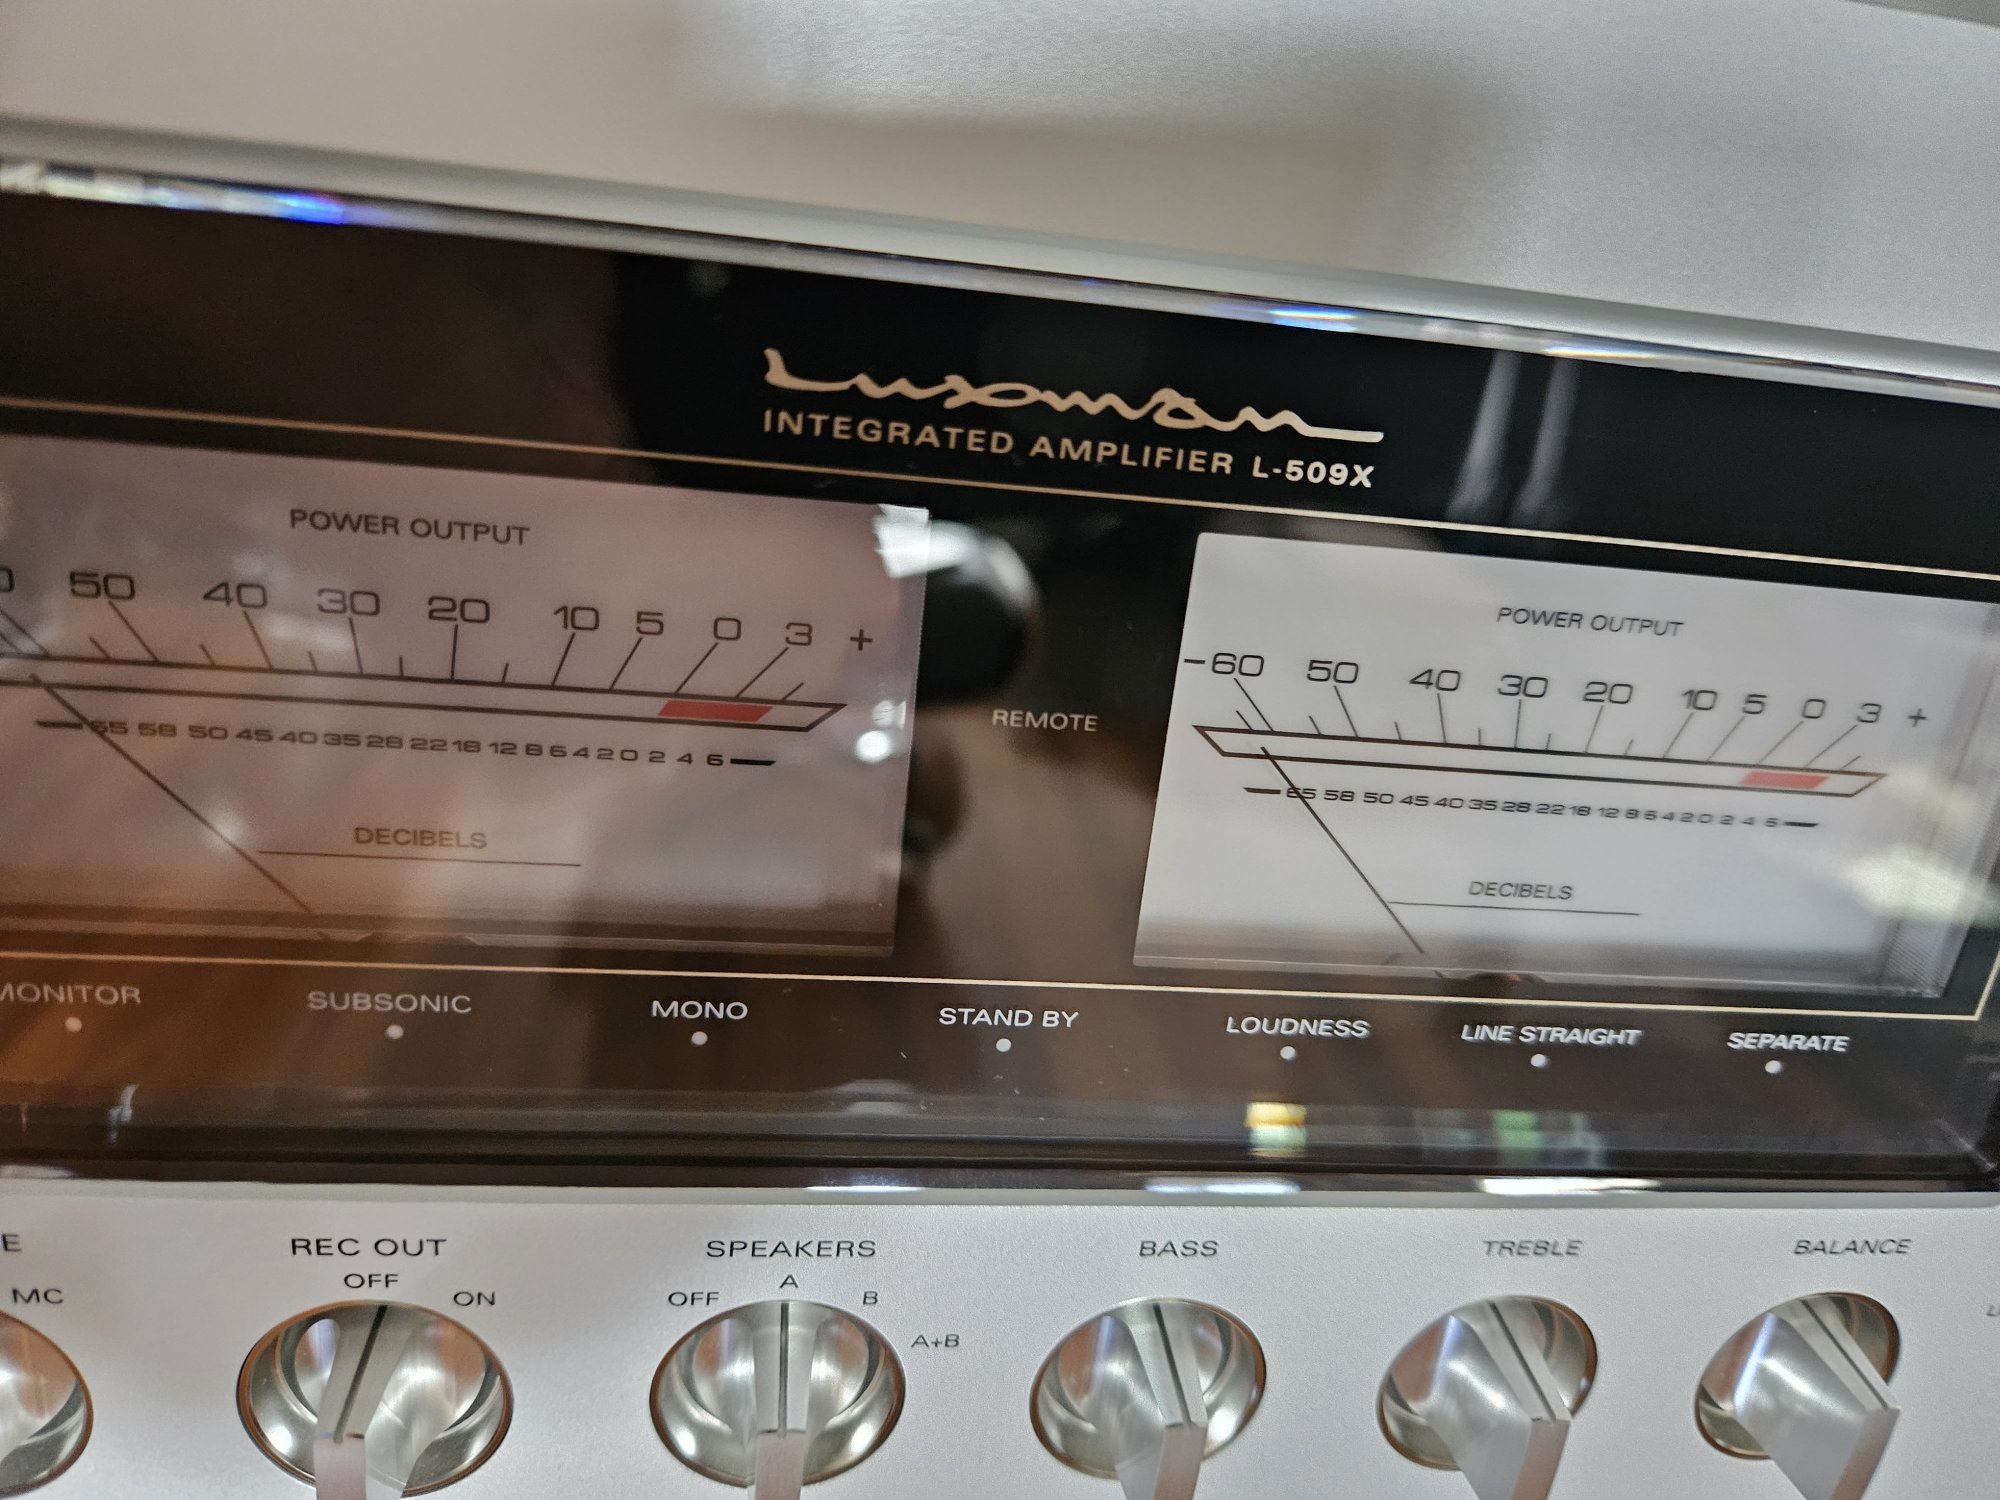 Luxman
INTEGRATED AMPLIFIER L-509X
POWER OUTPUT
50 40 30 20 10 5 0 3 +
65 58 50 45 40 35 28 22 18 12 8 6 4 2 0 2 4 6
DECIBELS
REMOTE
POWER OUTPUT
-60 50 40 30 20 10 5 0 3 +
65 58 50 45 40 35 28 22 18 12 8 6 4 2 0 2 4 6
DECIBELS
MONITOR SUBSONIC MONO STAND BY LOUDNESS LINE STRAIGHT SEPARATE
REC OUT SPEAKERS BASS TREBLE BALANCE
MC OFF ON OFF A B A+B